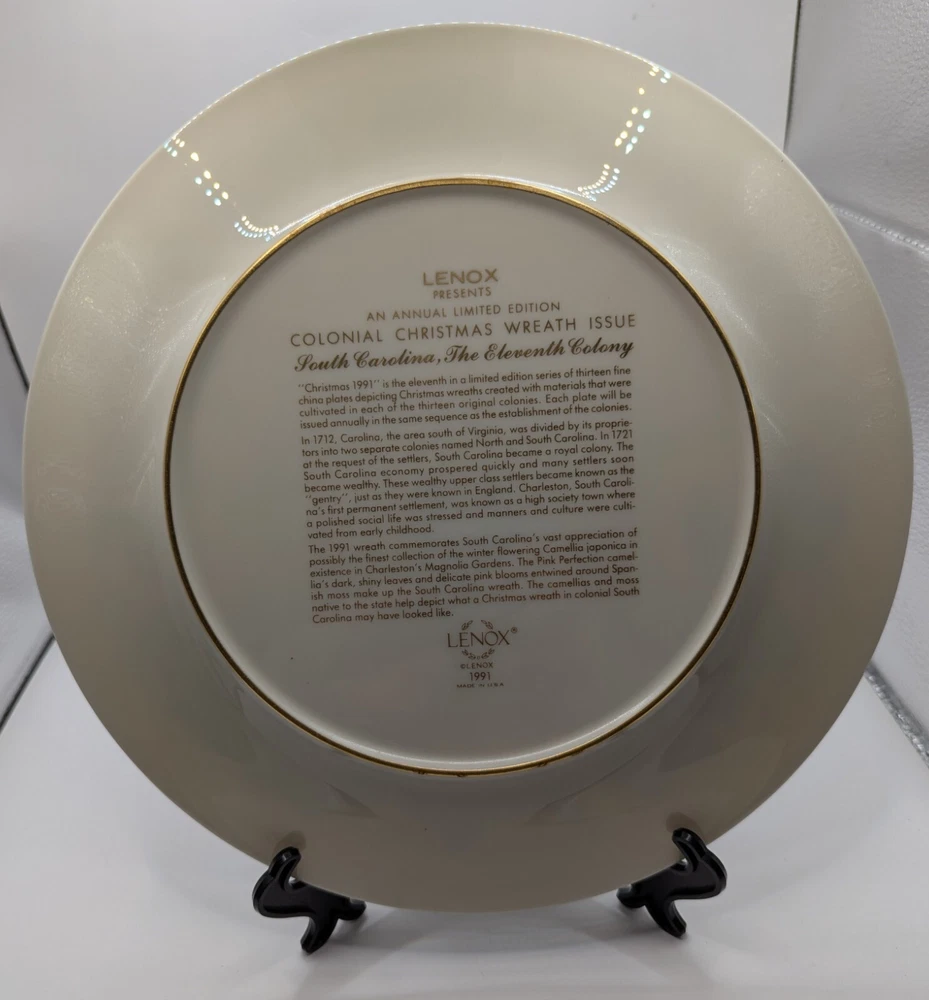 LENOX
PRESENTS
AN ANNUAL LIMITED EDITION
COLONIAL CHRISTMAS WREATH ISSUE
South Carolina, The Eleventh Colony
"Christmas 1991" is the eleventh in a limited edition series of thirteen fine
china plates depicting Christmas wreaths created with materials that were
cultivated in each of the thirteen original colonies. Each plate will be
issued annually in the same sequence as the establishment of the colonies.
In 1712, Carolina, the area south of Virginia, was divided by its proprie-
tors into two separate colonies named North and South Carolina. In 1721
at the request of the settlers, South Carolina became a royal colony. The
South Carolina economy prospered quickly and many settlers soon
became wealthy. These wealthy upper class settlers became known as the
"gentry", just as they were known in England. Charleston, South Caroli-
na's first permanent settlement, was known as a high society town where
a polished social life was stressed and manners and culture were culti-
vated from early childhood.
The 1991 wreath commemorates South Carolina's vast appreciation of
possibly the finest collection of the winter flowering Camellia japonica in
existence in Charleston's Magnolia Gardens. The Pink Perfection camel-
lia's dark, shiny leaves and delicate pink blooms entwined around Span-
ish moss make up the South Carolina wreath. The camellias and moss
native to the state help depict what a Christmas wreath in colonial South
Carolina may have looked like.
LENOX®
©LENOX
1991
MADE IN U.S.A.